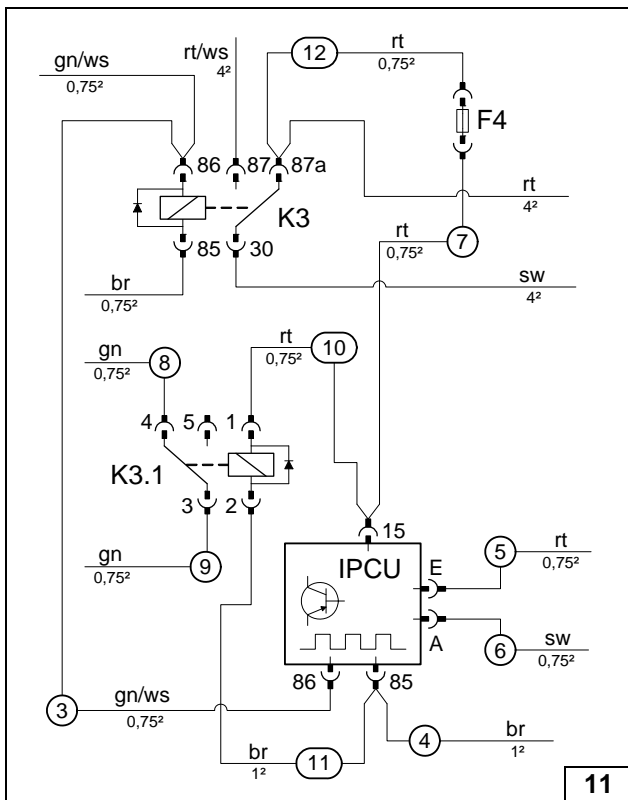 12 rt
gn/ws rt/ws 0,75²
0,75² 4²
F4
86 87 87a
K3 rt
4²
rt 7
85 30 0,75²
br sw
0,75² 4²
rt 10
gn 8 0,75²
0,75²
4 5 1
K3.1
3 2
15
gn 9 IPCU 5 rt
0,75² E 0,75²
A
6 sw
0,75²
86 85
3 gn/ws
0,75²
4 br
br 11 1²
1²
11